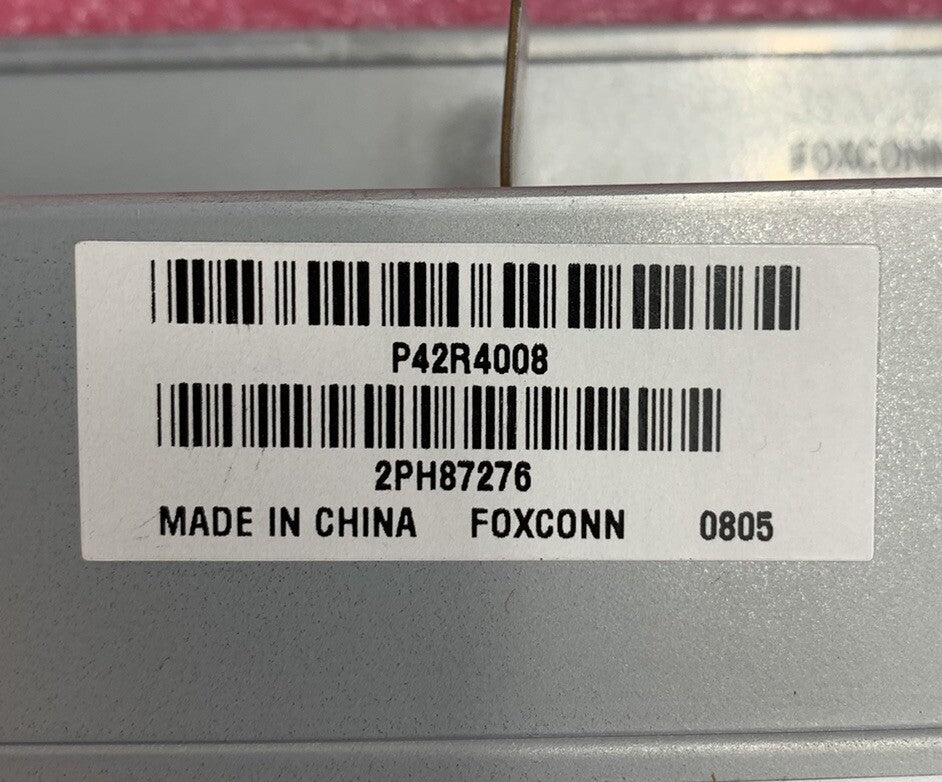 FOXCONN
P42R4008
2PH87276
MADE IN CHINA FOXCONN 0805